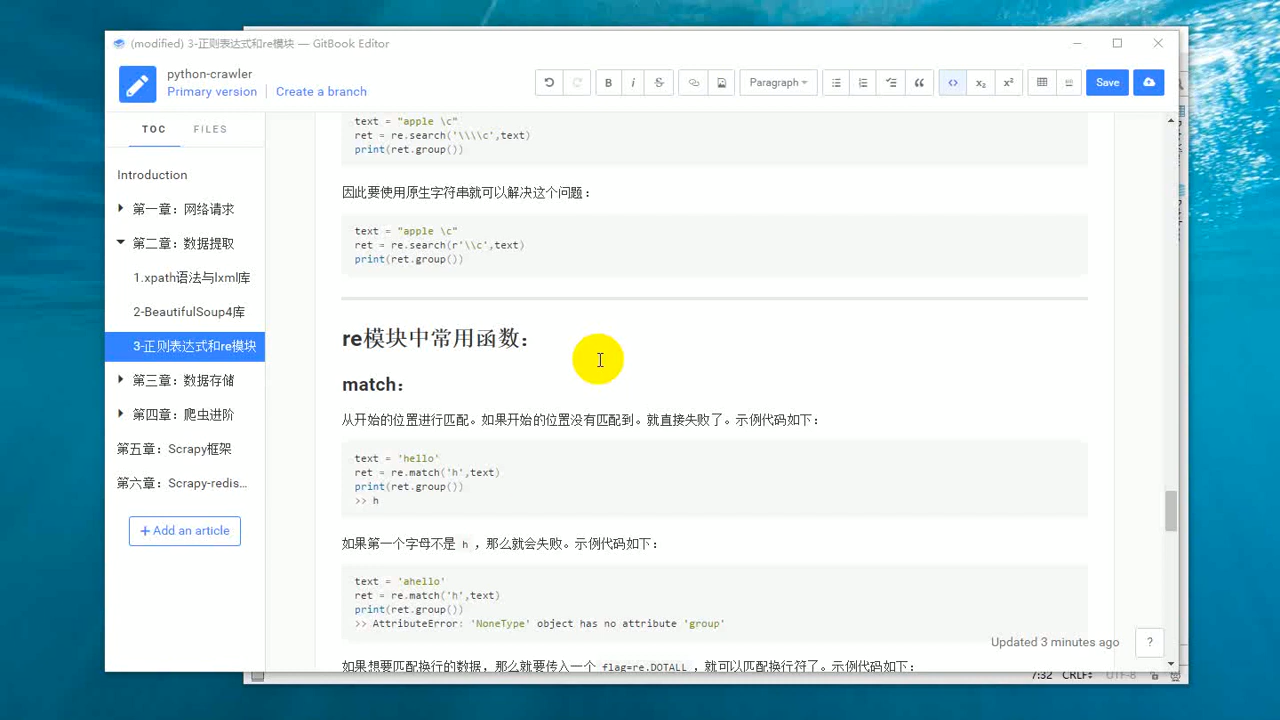 (modified) 3-正则表达式和re模块 — GitBook Editor
python-crawler
Primary version
Create a branch
B
i
S
Paragraph
x₂
x²
Save
TOC
FILES
Introduction
第一章：网络请求
第二章：数据提取
1.xpath语法与lxml库
2-BeautifulSoup4库
3-正则表达式和re模块
第三章：数据存储
第四章：爬虫进阶
第五章：Scrapy框架
第六章：Scrapy-redis...
+ Add an article
text = "apple \c"
ret = re.search('\\\\c',text)
print(ret.group())
因此要使用原生字符串就可以解决这个问题：
text = "apple \c"
ret = re.search(r'\\c',text)
print(ret.group())
re模块中常用函数：
match：
从开始的位置进行匹配。如果开始的位置没有匹配到。就直接失败了。示例代码如下：
text = 'hello'
ret = re.match('h',text)
print(ret.group())
>> h
如果第一个字母不是 h ，那么就会失败。示例代码如下：
text = 'ahello'
ret = re.match('h',text)
print(ret.group())
>> AttributeError: 'NoneType' object has no attribute 'group'
如果想要匹配换行的数据，那么就要传入一个 flag=re.DOTALL ，就可以匹配换行符了。示例代码如下：
Updated 3 minutes ago
?
7:32 CRLF÷ UTF-8